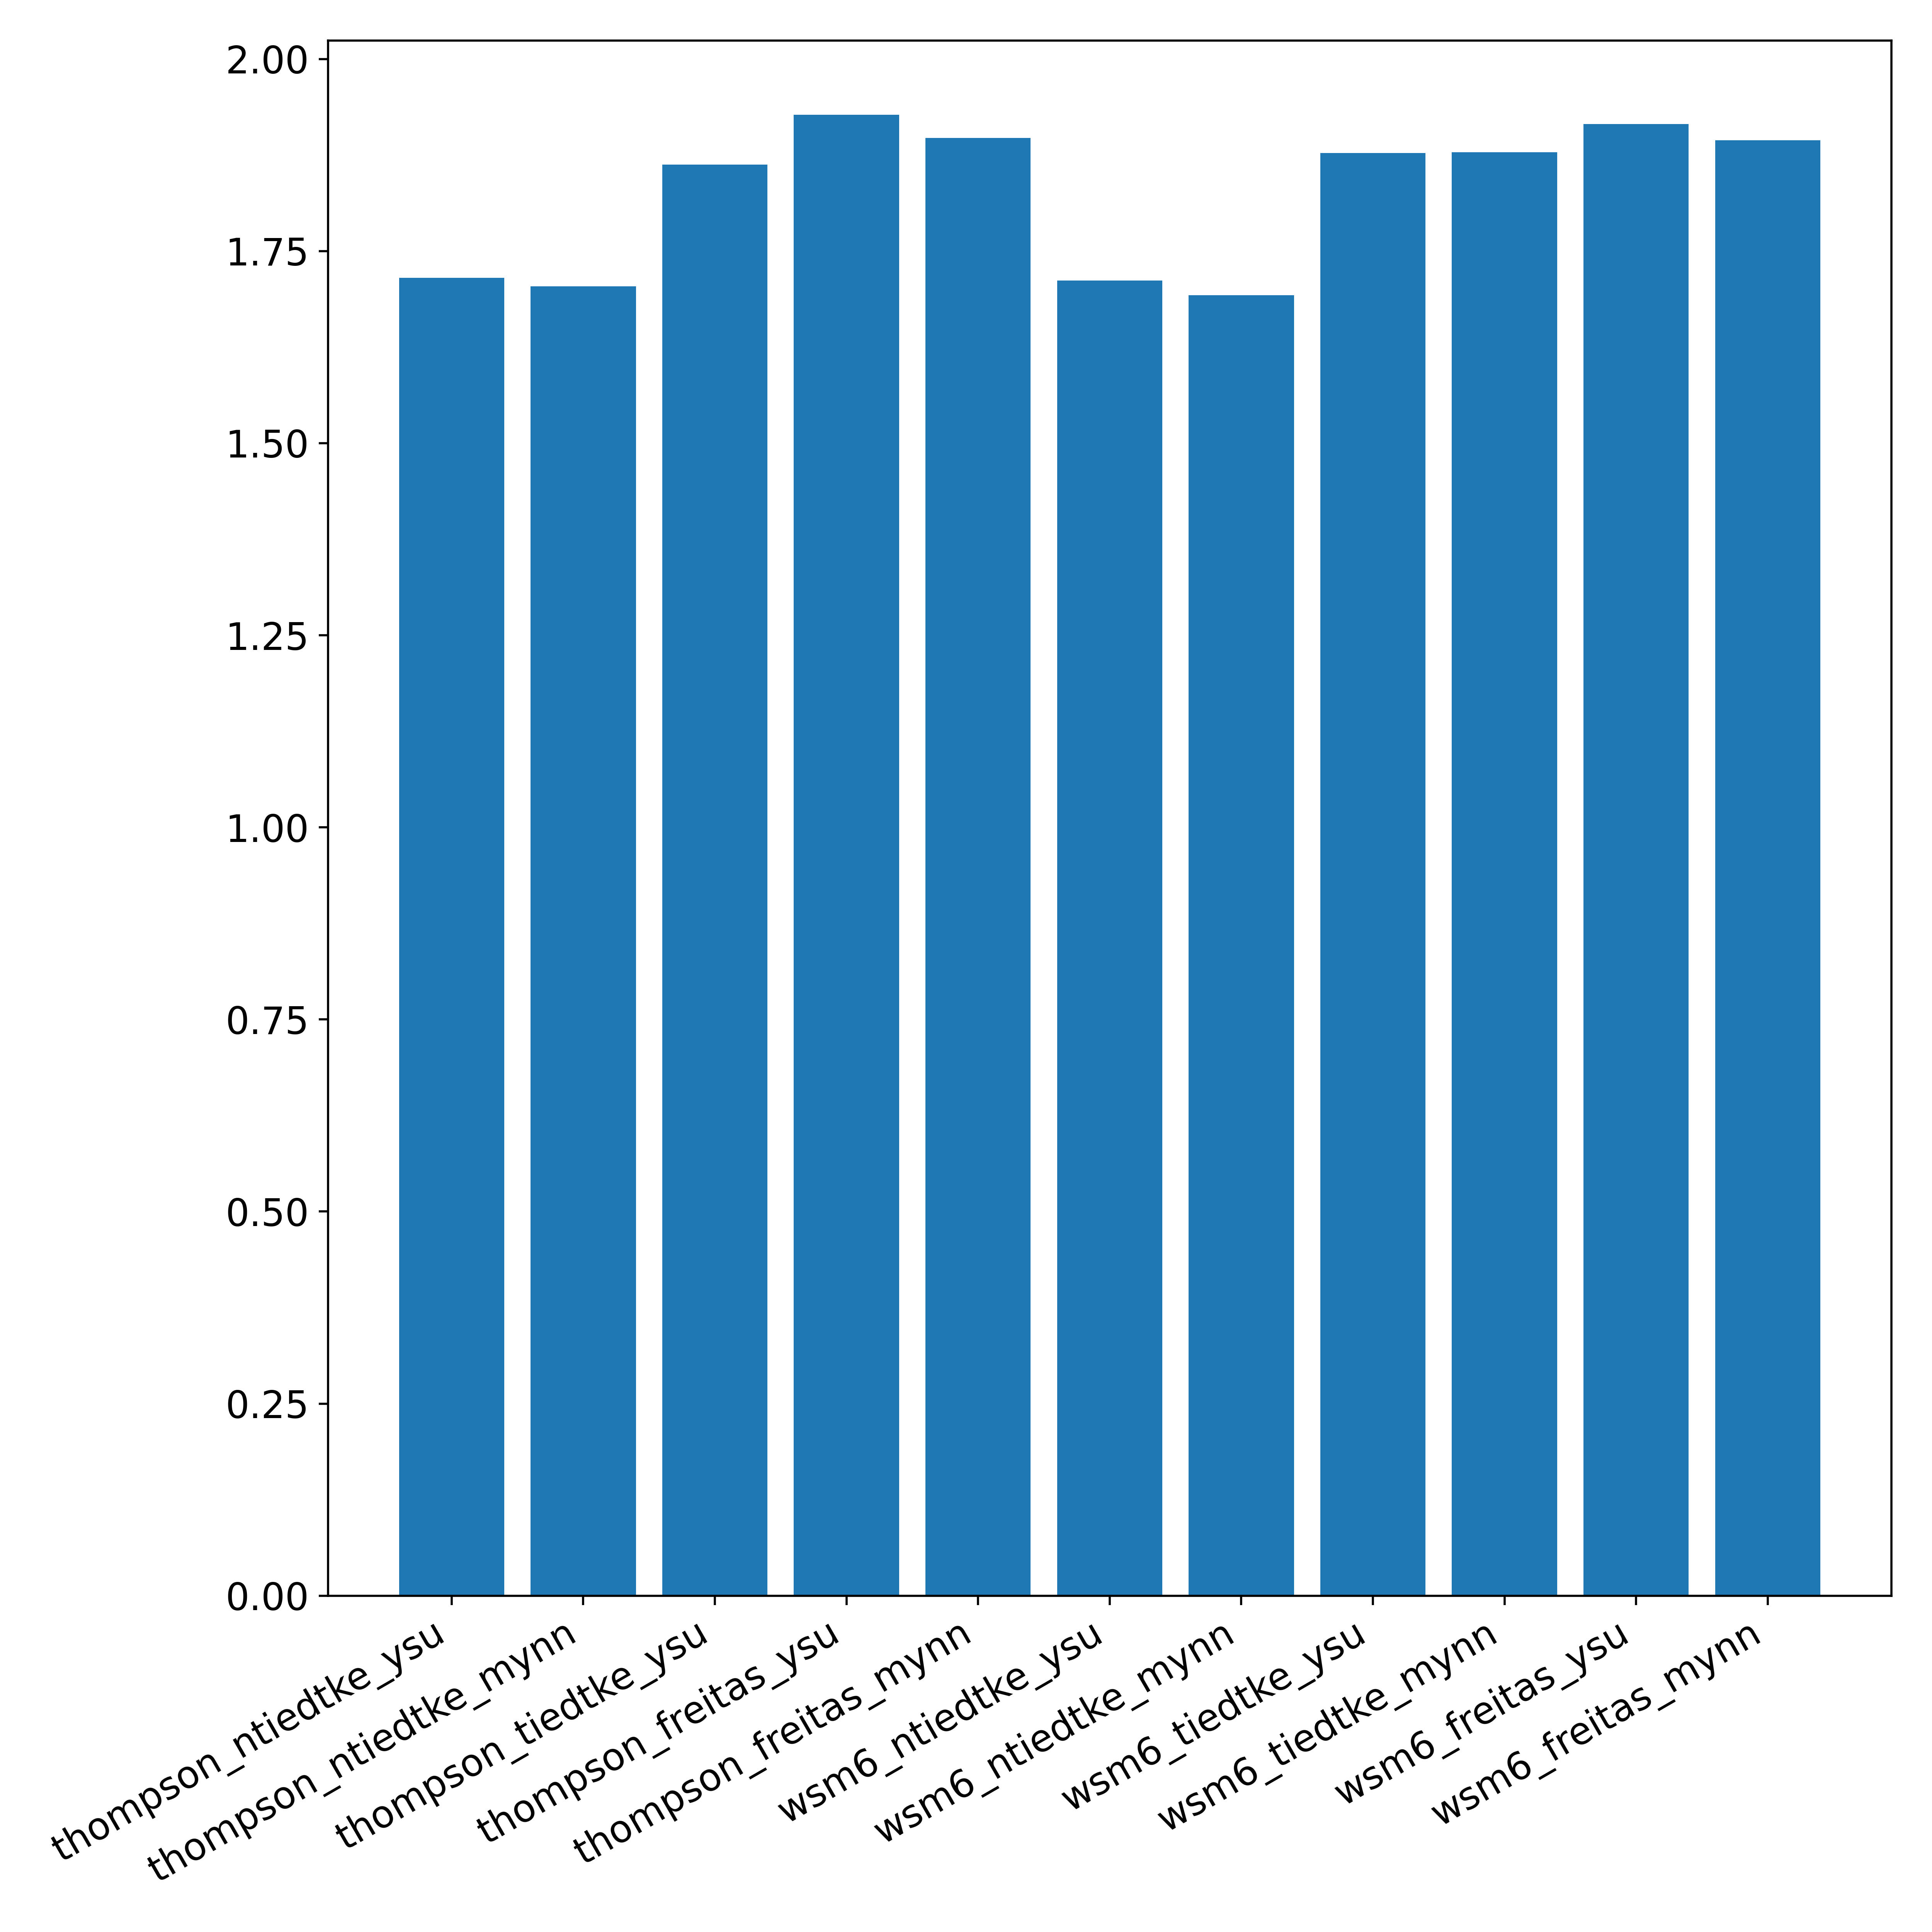 2.00
1.75
1.50
1.25
1.00
0.75
0.50
0.25
0.00
thompson_ntiedtke_ysu
thompson_ntiedtke_mynn
thompson_tiedtke_ysu
thompson_freitas_ysu
thompson_freitas_mynn
wsm6_ntiedtke_ysu
wsm6_ntiedtke_mynn
wsm6_tiedtke_ysu
wsm6_tiedtke_mynn
wsm6_freitas_ysu
wsm6_freitas_mynn